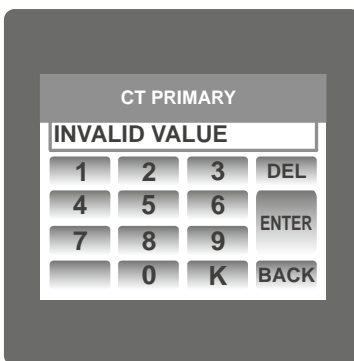 CT PRIMARY
INVALID VALUE
1 2 3 DEL
4 5 6
ENTER
7 8 9
0 K BACK